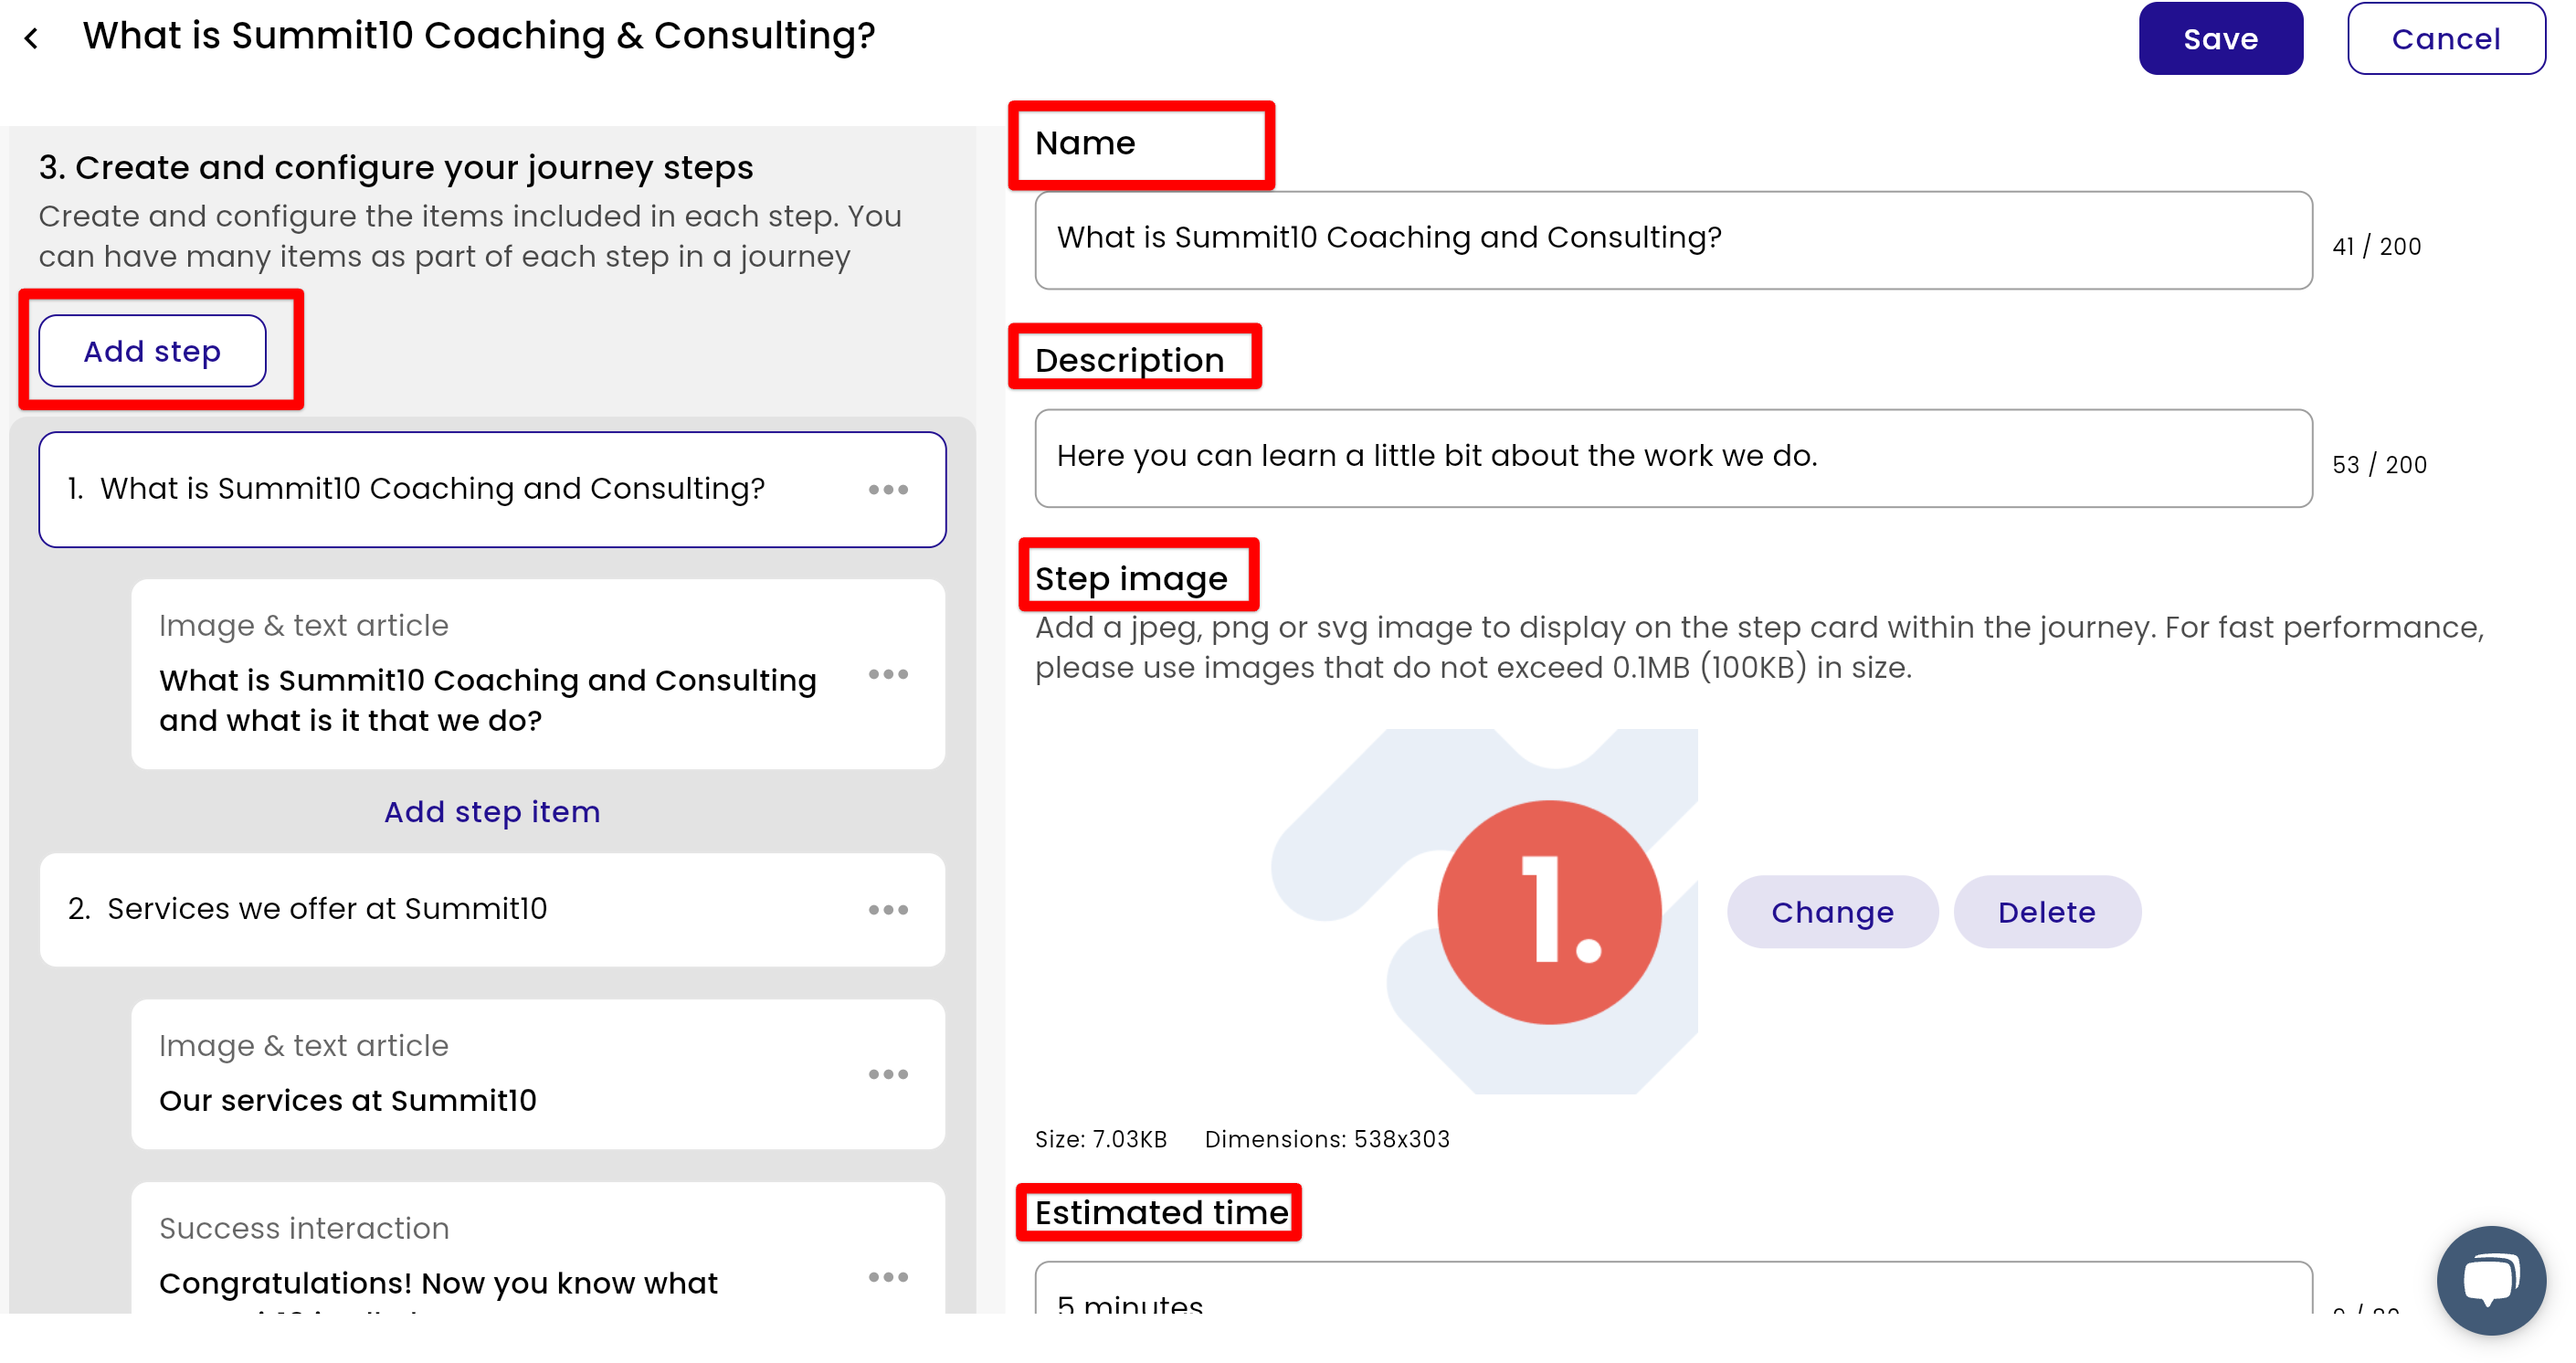 What is Summit10 Coaching & Consulting?
Save
Cancel
3. Create and configure your journey steps
Create and configure the items included in each step. You
can have many items as part of each step in a journey
Add step
1. What is Summit10 Coaching and Consulting?
Image & text article
What is Summit10 Coaching and Consulting
and what is it that we do?
Add step item
2. Services we offer at Summit10
Image & text article
Our services at Summit10
Success interaction
Congratulations! Now you know what
Name
What is Summit10 Coaching and Consulting?
41 / 200
Description
Here you can learn a little bit about the work we do.
53 / 200
Step image
Add a jpeg, png or svg image to display on the step card within the journey. For fast performance,
please use images that do not exceed 0.1MB (100KB) in size.
1.
Change
Delete
Size: 7.03KB
Dimensions: 538x303
Estimated time
5 minutes